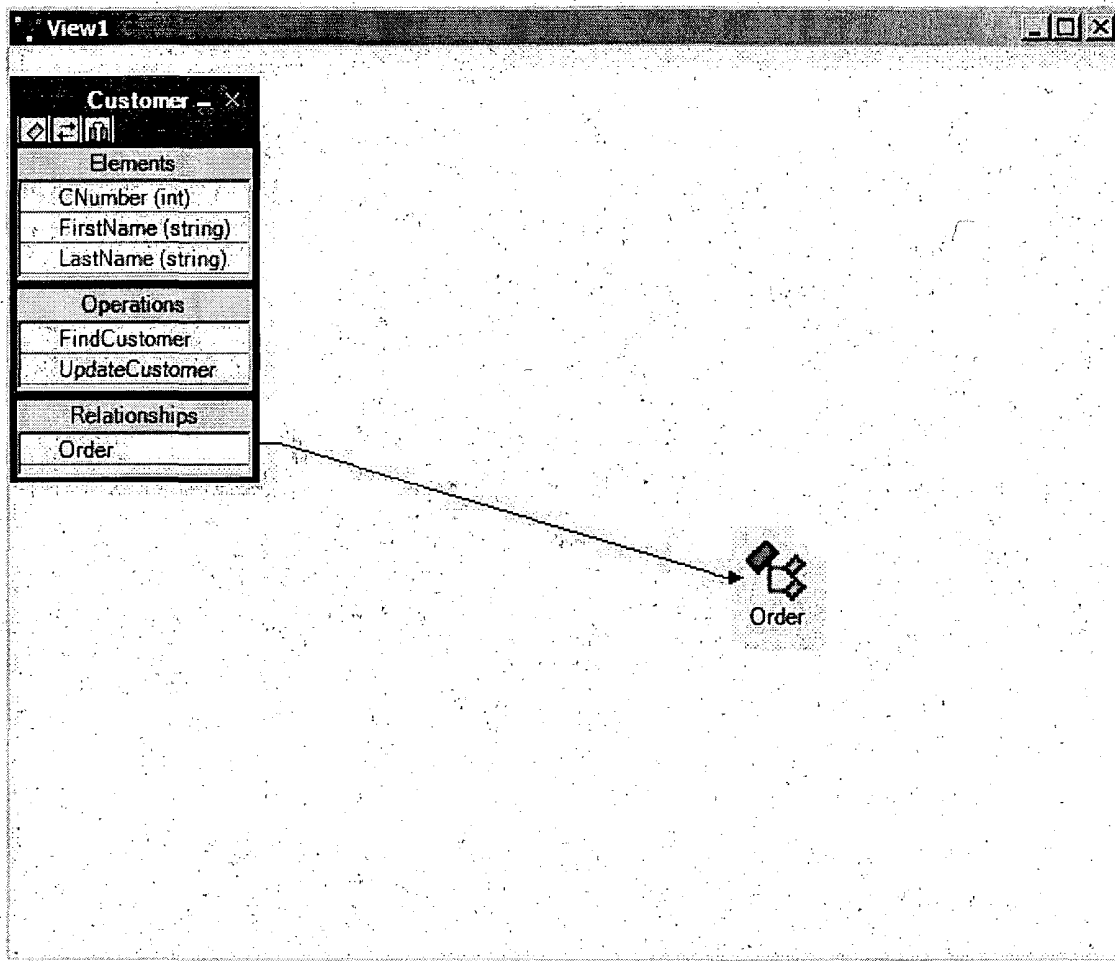 View1
Customer
Elements
CNumber (int)
FirstName (string)
LastName (string)
Operations
FindCustomer
UpdateCustomer
Relationships
Order
Order